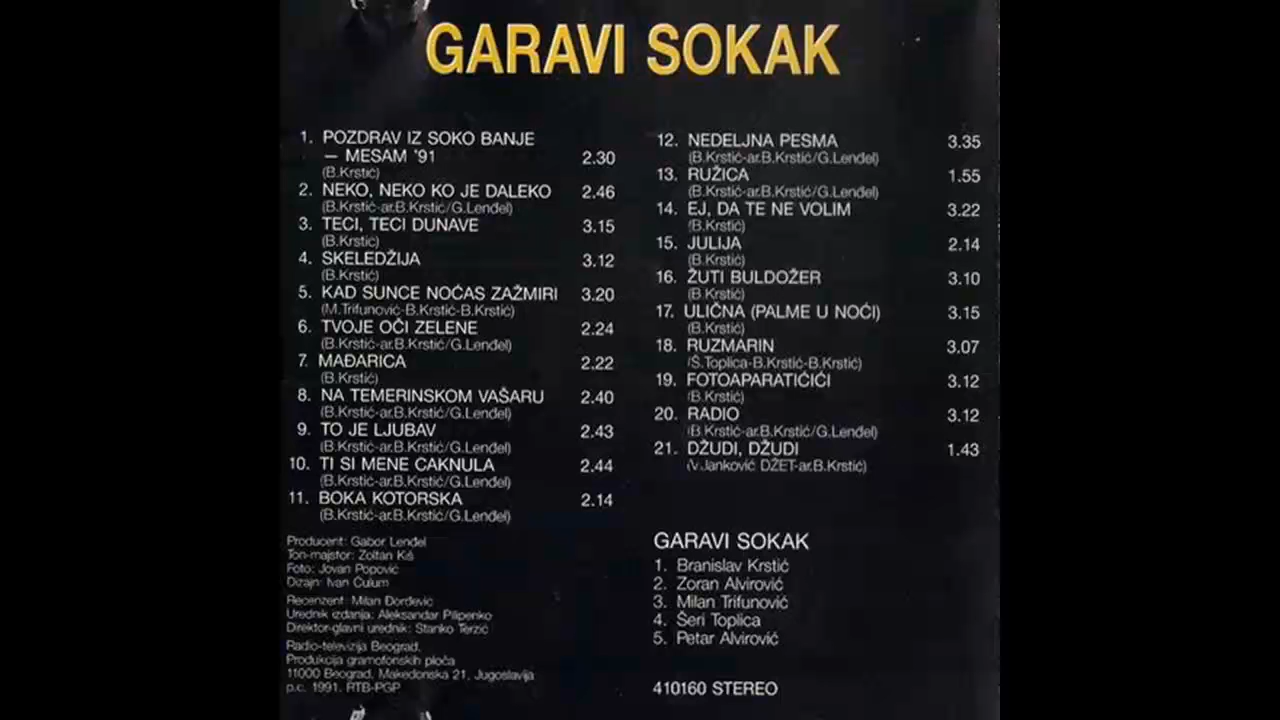 GARAVI SOKAK
1. POZDRAV IZ SOKO BANJE
– MESAM '91 2.30
(B.Krstić)
2. NEKO, NEKO KO JE DALEKO 2.46
(B.Krstić-ar.B.Krstić/G.Lenđel)
3. TECI, TECI DUNAVE 3.15
(B.Krstić)
4. SKELEDŽIJA 3.12
(B.Krstić)
5. KAD SUNCE NOĆAS ZAŽMIRI 3.20
(M.Trifunović-B.Krstić-B.Krstić)
6. TVOJE OČI ZELENE 2.24
(B.Krstić-ar.B.Krstić/G.Lenđel)
7. MAĐARICA 2.22
(B.Krstić)
8. NA TEMERINSKOM VAŠARU 2.40
(B.Krstić-ar.B.Krstić/G.Lenđel)
9. TO JE LJUBAV 2.43
(B.Krstić-ar.B.Krstić/G.Lenđel)
10. TI SI MENE CAKNULA 2.44
(B.Krstić-ar.B.Krstić/G.Lenđel)
11. BOKA KOTORSKA 2.14
(B.Krstić-ar.B.Krstić/G.Lenđel)
Producent: Gabor Lenđel
Ton-majstor: Zoltan Kiš
Foto: Jovan Popović
Dizajn: Ivan Ćulum
Recenzent: Milan Đorđević
Urednik izdanja: Aleksandar Pilipenko
Direktor-glavni urednik: Stanko Terzić
Radio-televizija Beograd,
Produkcija gramofonskih ploča
11000 Beograd, Makedonska 21, Jugoslavija
p.c. 1991. RTB-PGP
12. NEDELJNA PESMA 3.35
(B.Krstić-ar.B.Krstić/G.Lenđel)
13. RUŽICA 1.55
(B.Krstić-ar.B.Krstić/G.Lenđel)
14. EJ, DA TE NE VOLIM 3.22
(B.Krstić)
15. JULIJA 2.14
(B.Krstić)
16. ŽUTI BULDOŽER 3.10
(B.Krstić)
17. ULIČNA (PALME U NOĆI) 3.15
(B.Krstić)
18. RUZMARIN 3.07
(Š.Toplica-B.Krstić-B.Krstić)
19. FOTOAPARATIĆIĆI 3.12
(B.Krstić)
20. RADIO 3.12
(B.Krstić-ar.B.Krstić/G.Lenđel)
21. DŽUDI, DŽUDI 1.43
(V.Janković DŽET-ar.B.Krstić)
GARAVI SOKAK
1. Branislav Krstić
2. Zoran Alvirović
3. Milan Trifunović
4. Šeri Toplica
5. Petar Alvirović
410160 STEREO